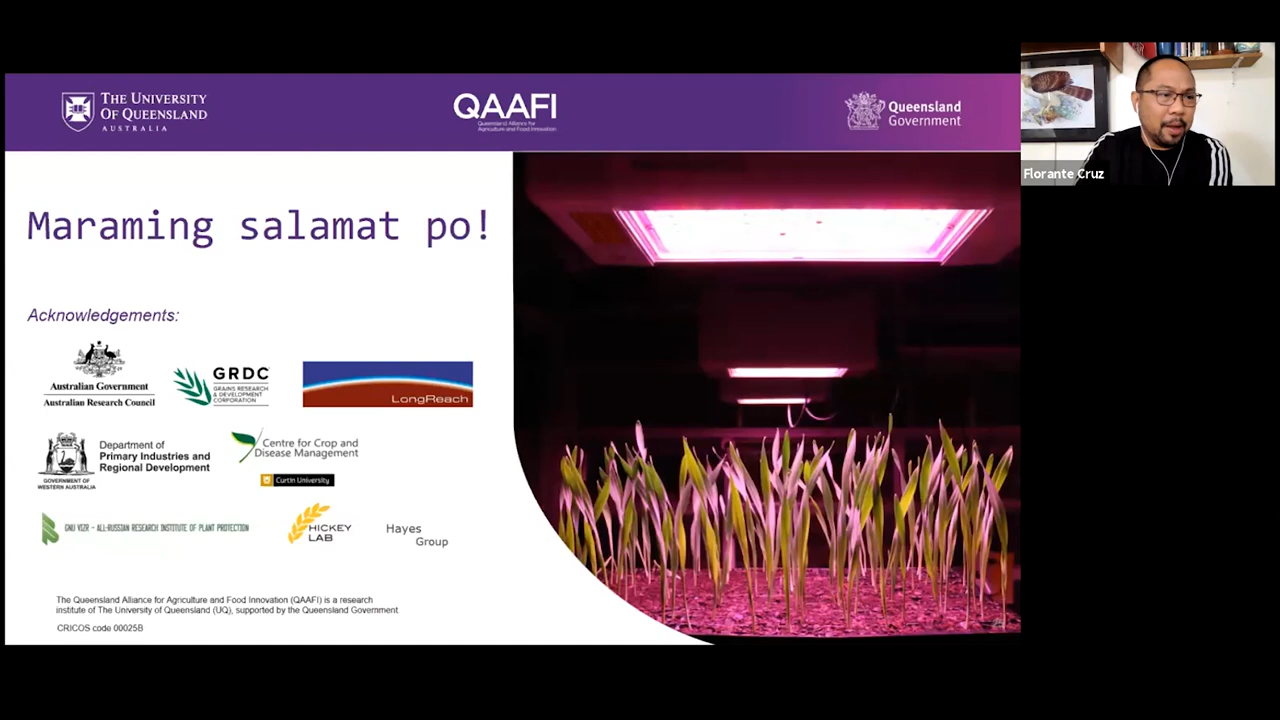 THE UNIVERSITY
OF QUEENSLAND
AUSTRALIA
QAAFI
Queensland Alliance for
Agriculture and Food Innovation
Queensland
Government
Florante Cruz
Maraming salamat po!
Acknowledgements:
Australian Government
Australian Research Council
GRDC
GRAINS RESEARCH
& DEVELOPMENT
CORPORATION
LongReach
Department of
Primary Industries and
Regional Development
GOVERNMENT OF
WESTERN AUSTRALIA
Centre for Crop and
Disease Management
Curtin University
GNU VIZR – ALL-RUSSIAN RESEARCH INSTITUTE OF PLANT PROTECTION
HICKEY
LAB
Hayes
Group
The Queensland Alliance for Agriculture and Food Innovation (QAAFI) is a research
institute of The University of Queensland (UQ), supported by the Queensland Government.
CRICOS code 00025B